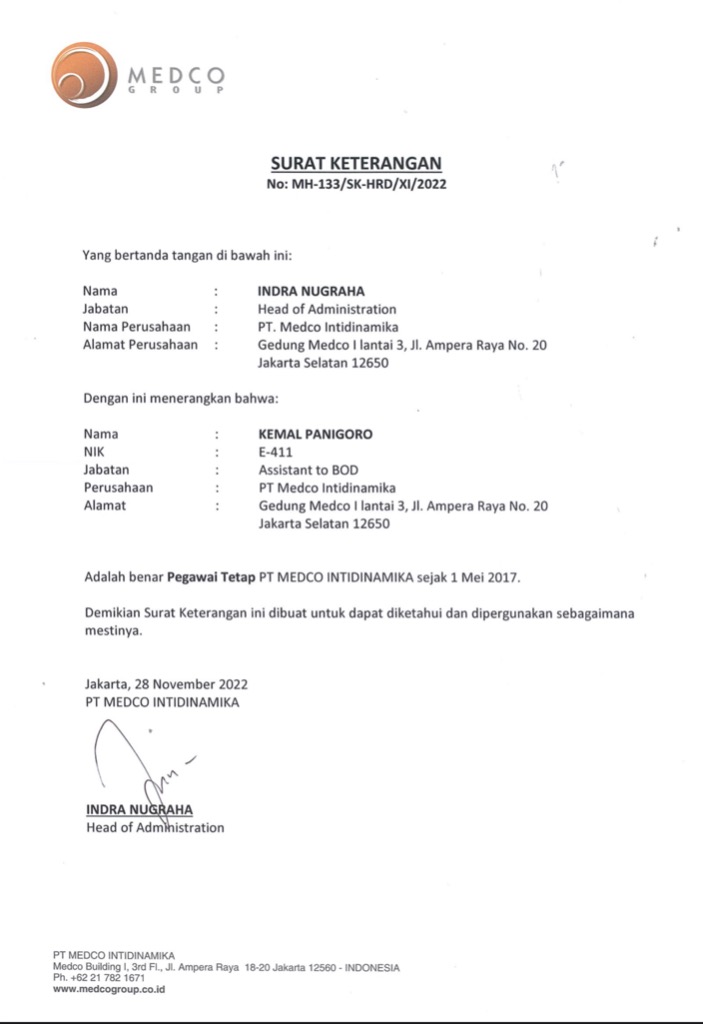 MEDCO
GROUP
SURAT KETERANGAN
No: MH-133/SK-HRD/XI/2022
Yang bertanda tangan di bawah ini:
Nama : INDRA NUGRAHA
Jabatan : Head of Administration
Nama Perusahaan : PT. Medco Intidinamika
Alamat Perusahaan : Gedung Medco I lantai 3, Jl. Ampera Raya No. 20
Jakarta Selatan 12650
Dengan ini menerangkan bahwa:
Nama : KEMAL PANIGORO
NIK : E-411
Jabatan : Assistant to BOD
Perusahaan : PT Medco Intidinamika
Alamat : Gedung Medco I lantai 3, Jl. Ampera Raya No. 20
Jakarta Selatan 12650
Adalah benar Pegawai Tetap PT MEDCO INTIDINAMIKA sejak 1 Mei 2017.
Demikian Surat Keterangan ini dibuat untuk dapat diketahui dan dipergunakan sebagaimana
mestinya.
Jakarta, 28 November 2022
PT MEDCO INTIDINAMIKA
INDRA NUGRAHA
Head of Administration
PT MEDCO INTIDINAMIKA
Medco Building I, 3rd Fl., Jl. Ampera Raya 18-20 Jakarta 12560 - INDONESIA
Ph. +62 21 782 1671
www.medcogroup.co.id